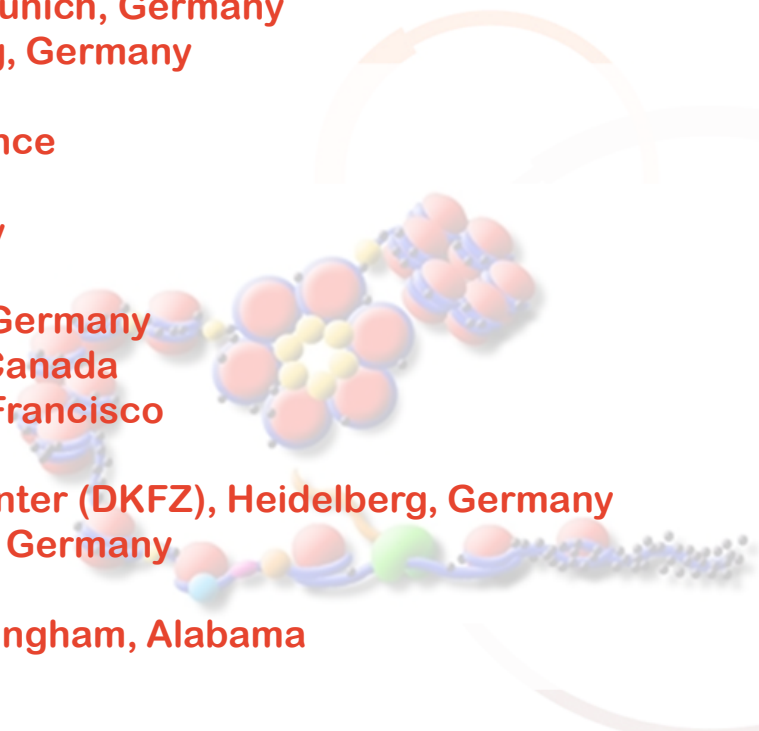 unich, Germany
g, Germany
nce
y
Germany
Canada
Francisco
nter (DKFZ), Heidelberg, Germany
Germany
ngham, Alabama